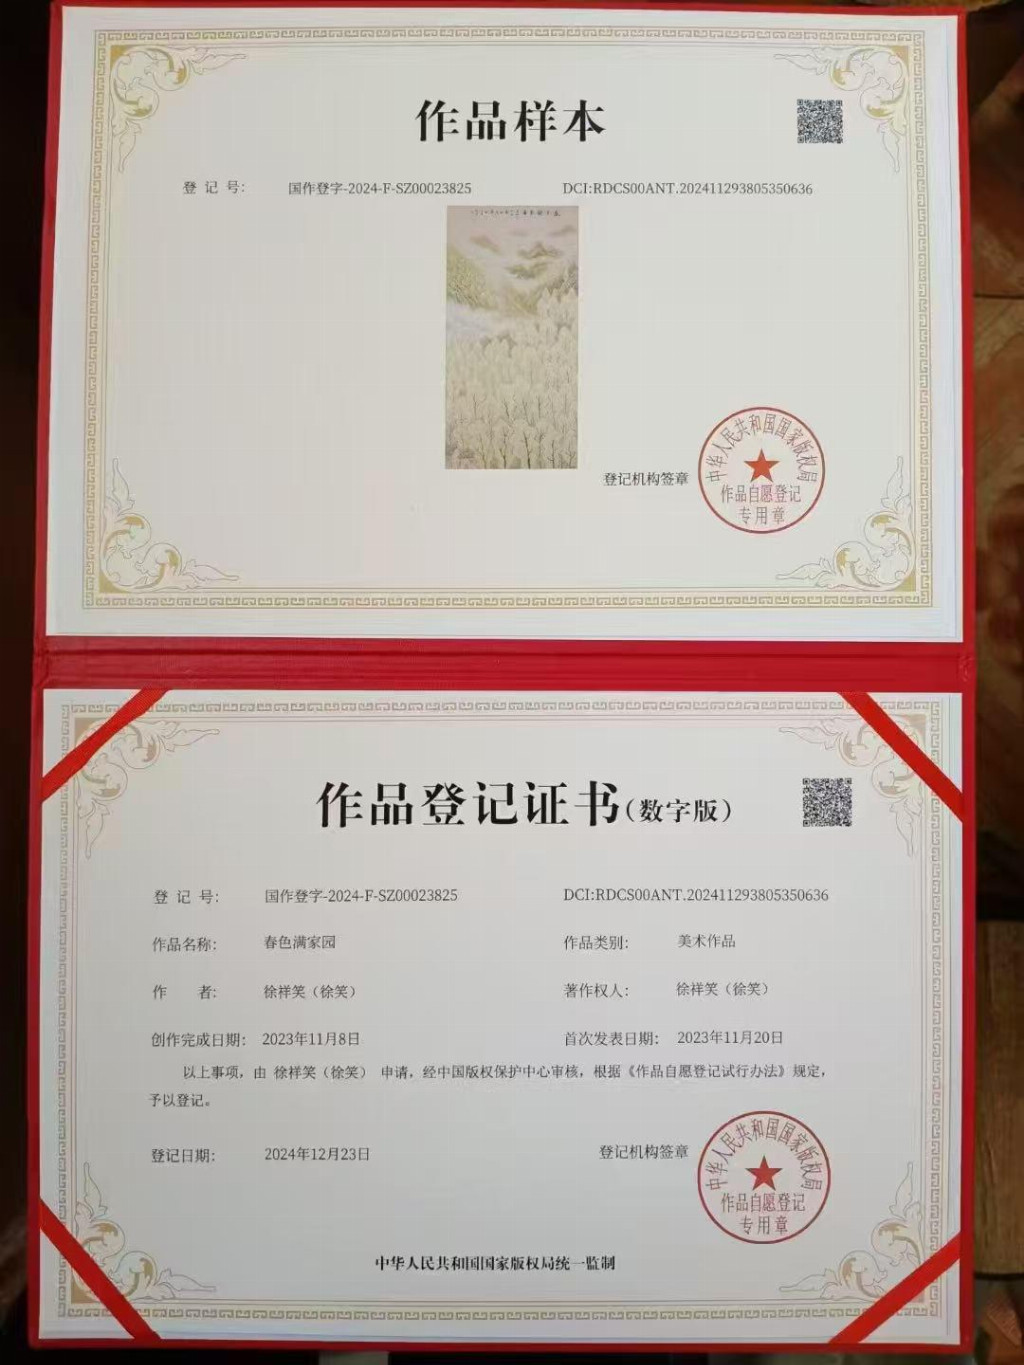 作品样本
登 记 号: 国作登字-2024-F-SZ00023825 DCI:RDCS00ANT.202411293805350636
登记机构签章
中华人民共和国国家版权局
作品自愿登记
专用章
作品登记证书(数字版)
登 记 号: 国作登字-2024-F-SZ00023825 DCI:RDCS00ANT.202411293805350636
作品名称: 春色满家园 作品类别: 美术作品
作 者: 徐祥笑（徐笑） 著作权人: 徐祥笑（徐笑）
创作完成日期: 2023年11月8日 首次发表日期: 2023年11月20日
以上事项，由 徐祥笑（徐笑） 申请，经中国版权保护中心审核，根据《作品自愿登记试行办法》规定，
予以登记。
登记日期: 2024年12月23日 登记机构签章
中华人民共和国国家版权局
作品自愿登记
专用章
中华人民共和国国家版权局统一监制